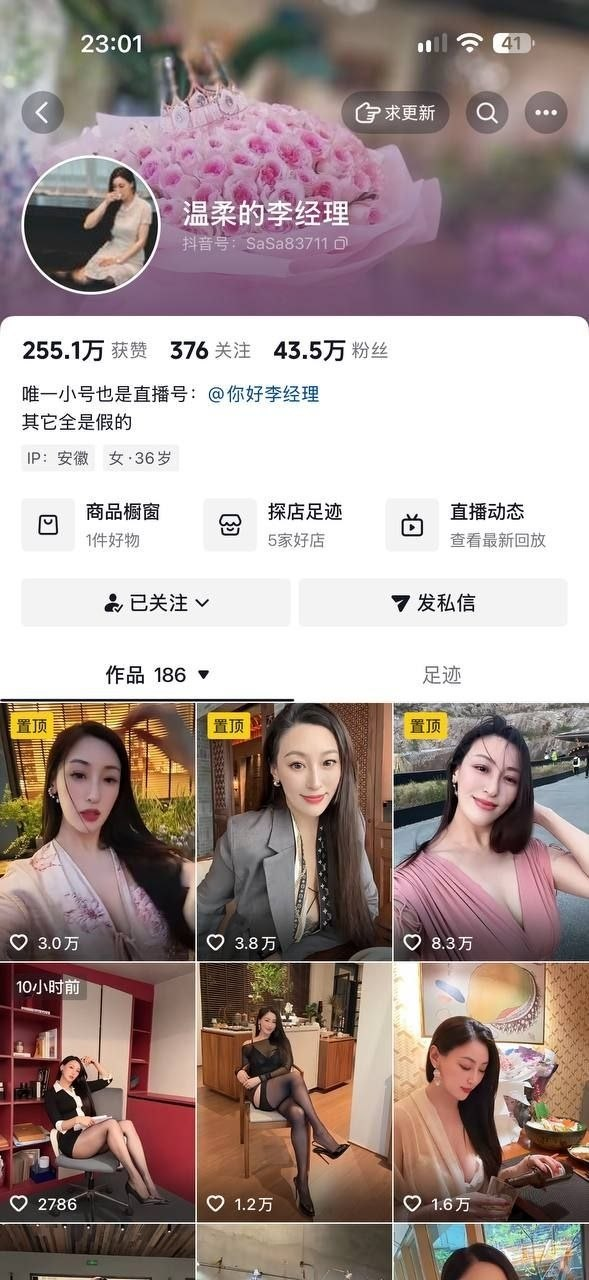 23:01
41
求更新
温柔的李经理
抖音号：SaSa83711
255.1万 获赞 376 关注 43.5万 粉丝
唯一小号也是直播号：@你好李经理
其它全是假的
IP：安徽 女·36岁
商品橱窗 探店足迹 直播动态
1件好物 5家好店 查看最新回放
已关注 发私信
作品 186 足迹
置顶 置顶 置顶
3.0万 3.8万 8.3万
10小时前
2786 1.2万 1.6万